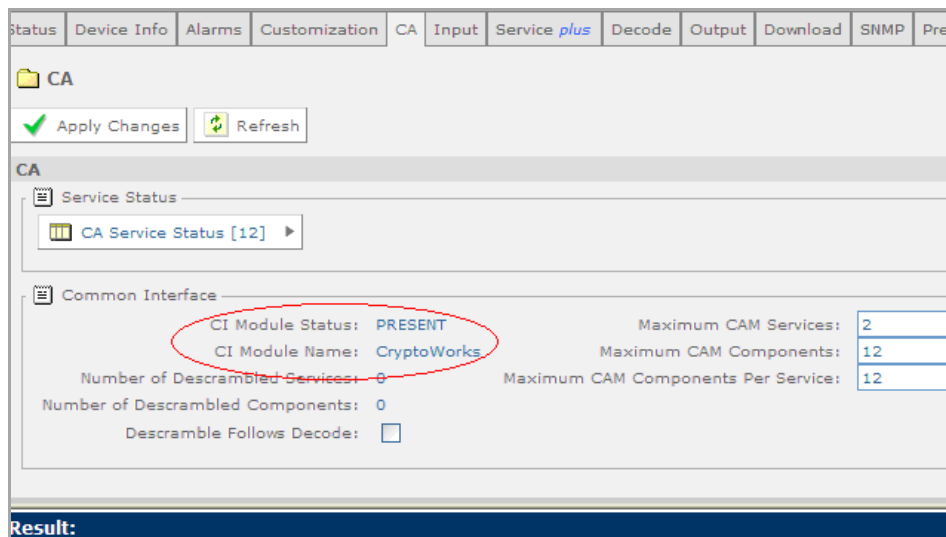 Status Device Info Alarms Customization CA Input Service plus Decode Output Download SNMP Pre
CA
Apply Changes Refresh
CA
Service Status
CA Service Status [12]
Common Interface
CI Module Status: PRESENT Maximum CAM Services: 2
CI Module Name: CryptoWorks Maximum CAM Components: 12
Number of Descrambled Services: 0 Maximum CAM Components Per Service: 12
Number of Descrambled Components: 0
Descramble Follows Decode:
Result: